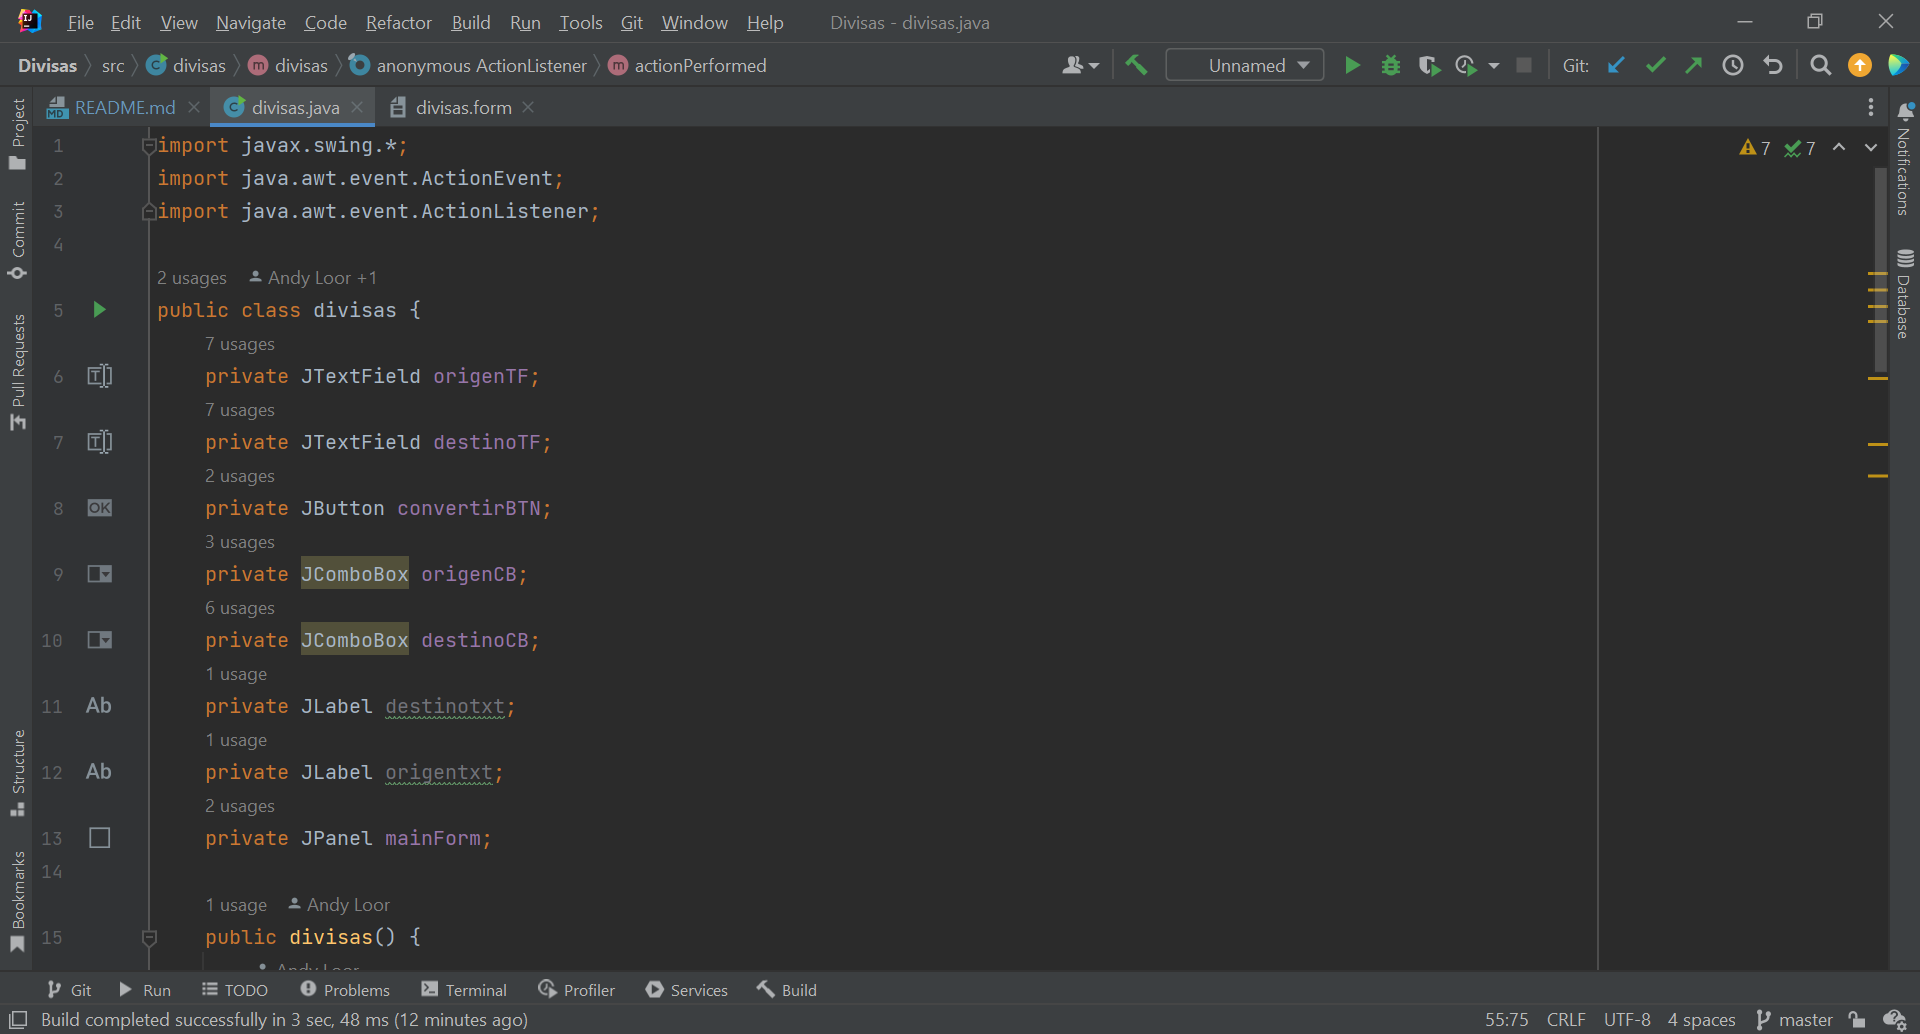 File Edit View Navigate Code Refactor Build Run Tools Git Window Help Divisas - divisas.java
Divisas src divisas divisas anonymous ActionListener actionPerformed Unnamed Git:
README.md divisas.java divisas.form
Project
Commit
Pull Requests
Structure
Bookmarks
7 7
1 import javax.swing.*;
2 import java.awt.event.ActionEvent;
3 import java.awt.event.ActionListener;
4
2 usages Andy Loor +1
5 public class divisas {
7 usages
6 private JTextField origenTF;
7 usages
7 private JTextField destinoTF;
2 usages
8 OK private JButton convertirBTN;
3 usages
9 private JComboBox origenCB;
6 usages
10 private JComboBox destinoCB;
1 usage
11 Ab private JLabel destinotxt;
1 usage
12 Ab private JLabel origentxt;
2 usages
13 private JPanel mainForm;
14
1 usage Andy Loor
15 public divisas() {
Andy Loor
Notifications
Database
Git Run TODO Problems Terminal Profiler Services Build
Build completed successfully in 3 sec, 48 ms (12 minutes ago) 55:75 CRLF UTF-8 4 spaces master